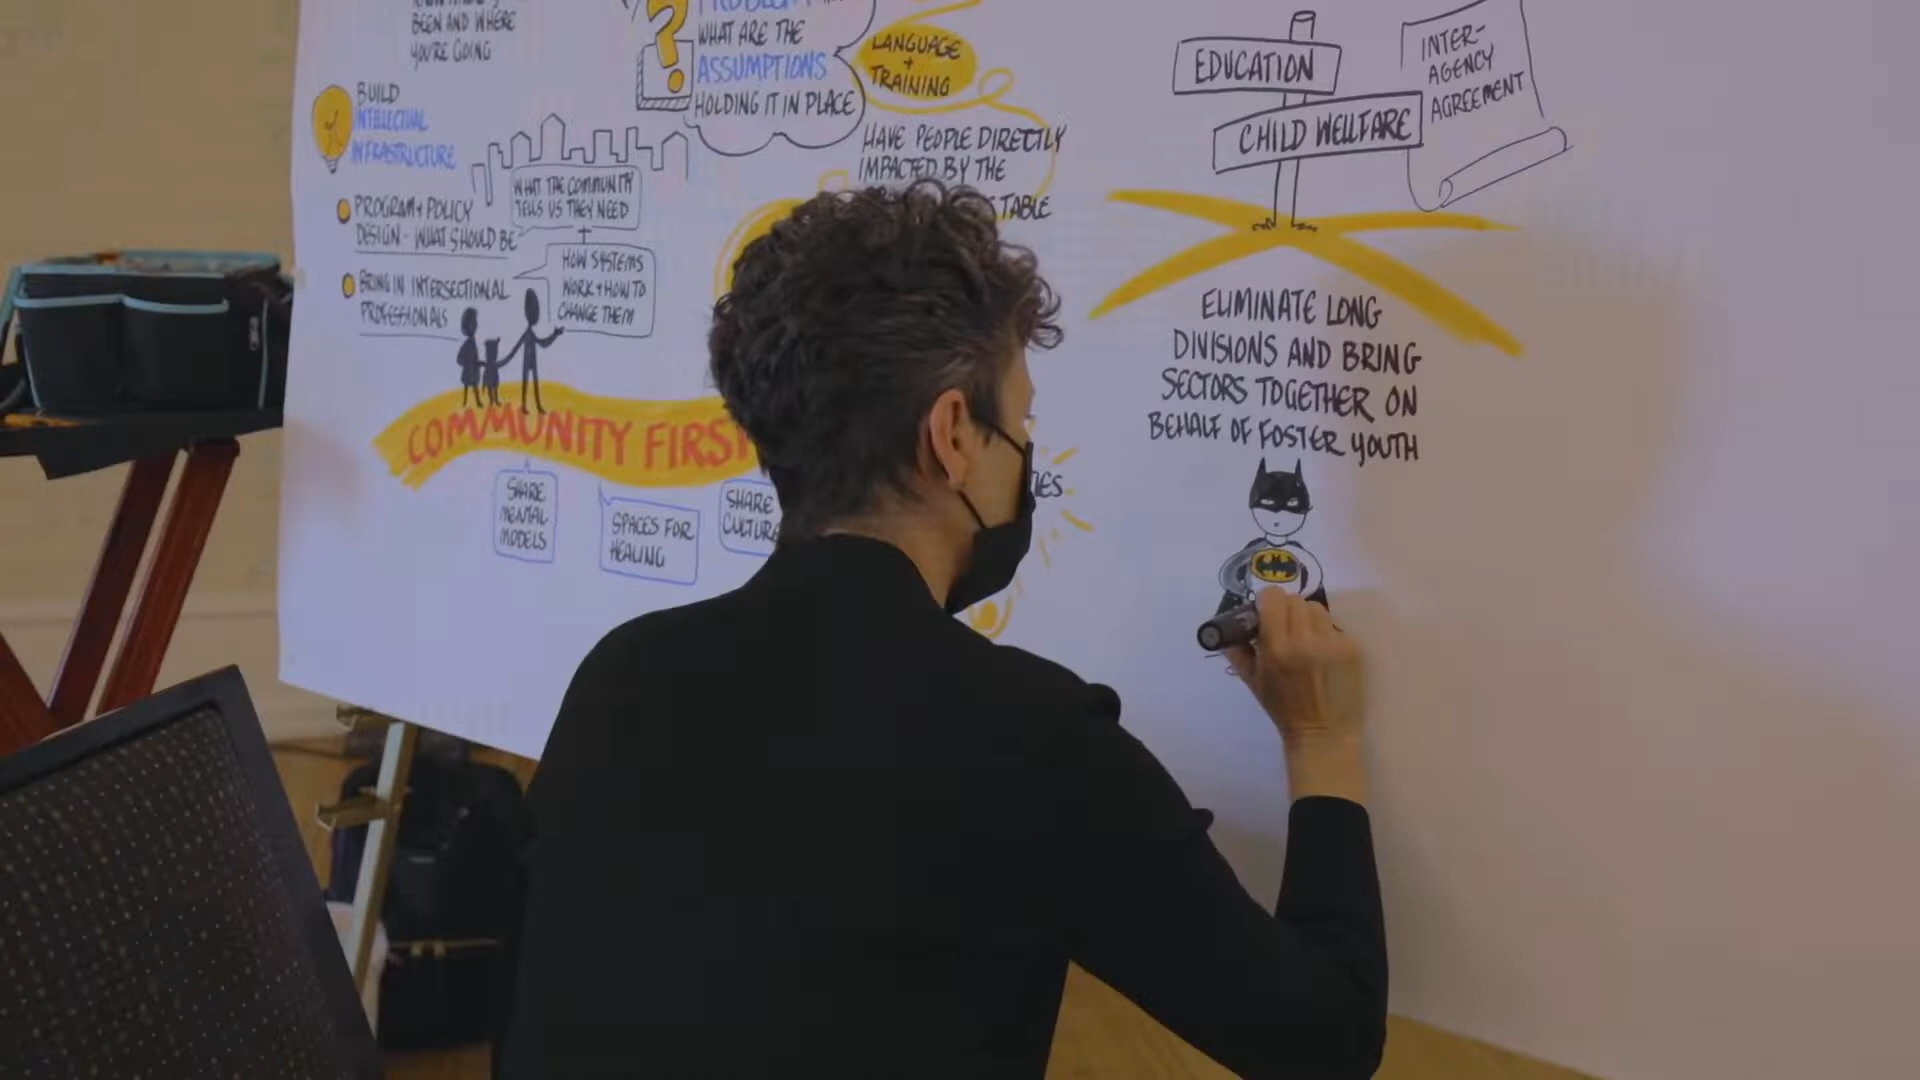 BEEN AND WHERE
YOU'RE GOING
BUILD
INTELLECTUAL
INFRASTRUCTURE
PROGRAM + POLICY
DESIGN - WHAT SHOULD BE
BRING IN INTERSECTIONAL
PROFESSIONALS
WHAT THE COMMUNITY
TELLS US THEY NEED
+
HOW SYSTEMS
WORK + HOW TO
CHANGE THEM
COMMUNITY FIRST
SHARE
MENTAL
MODELS
SPACES FOR
HEALING
SHARE
CULTURE
?
PROBLEM
WHAT ARE THE
ASSUMPTIONS
HOLDING IT IN PLACE
LANGUAGE
+
TRAINING
HAVE PEOPLE DIRECTLY
IMPACTED BY THE
TABLE
EDUCATION
CHILD WELLFARE
INTER-
AGENCY
AGREEMENT
ELIMINATE LONG
DIVISIONS AND BRING
SECTORS TOGETHER ON
BEHALF OF FOSTER YOUTH